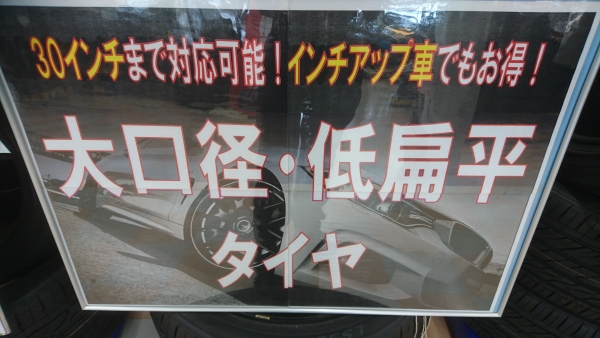 30インチまで対応可能！インチアップ車でもお得！
大口径・低扁平
タイヤ